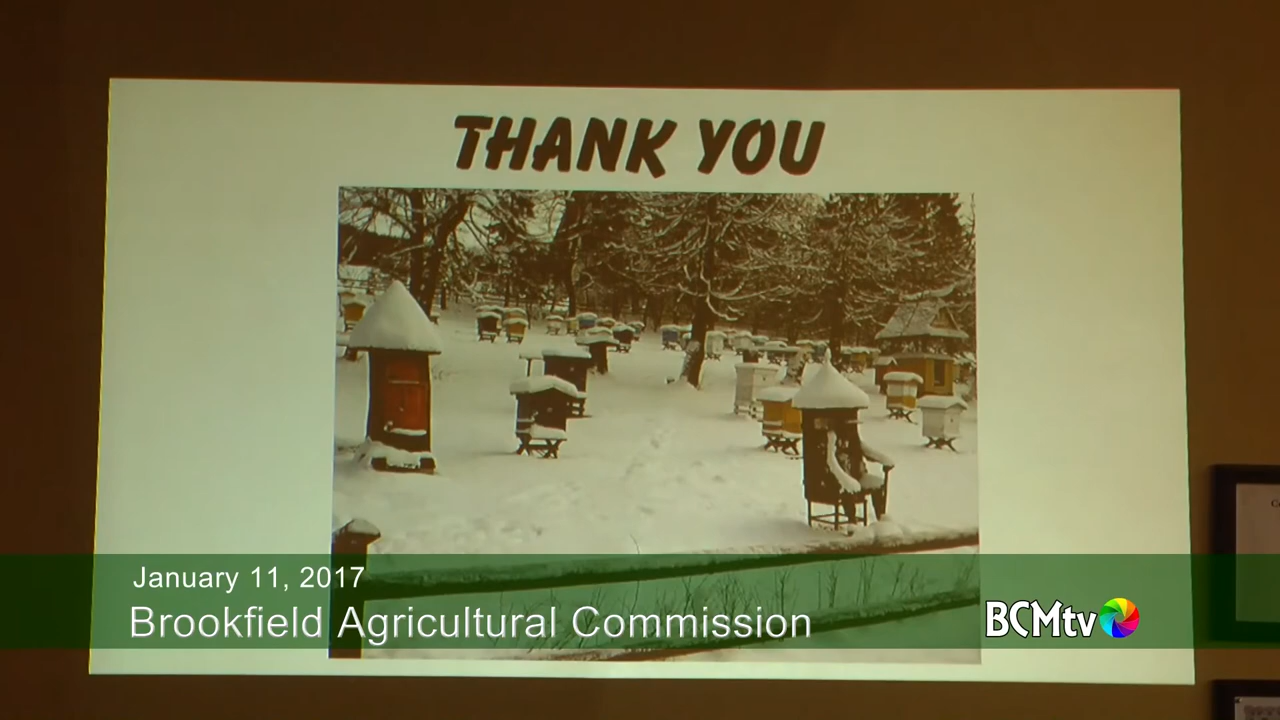 THANK YOU
January 11, 2017
Brookfield Agricultural Commission
BCMtv